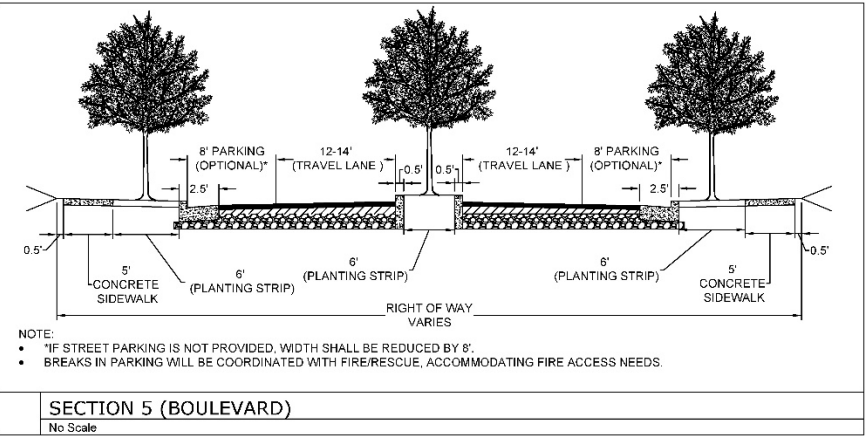 8' PARKING
(OPTIONAL)*
12-14'
(TRAVEL LANE )
0.5'
0.5'
12-14'
(TRAVEL LANE )
8' PARKING
(OPTIONAL)*
2.5'
2.5'
0.5'
5'
CONCRETE
SIDEWALK
6'
(PLANTING STRIP)
6'
(PLANTING STRIP)
6'
(PLANTING STRIP)
5'
CONCRETE
SIDEWALK
0.5'
RIGHT OF WAY
VARIES
NOTE:
• *IF STREET PARKING IS NOT PROVIDED, WIDTH SHALL BE REDUCED BY 8'.
• BREAKS IN PARKING WILL BE COORDINATED WITH FIRE/RESCUE, ACCOMMODATING FIRE ACCESS NEEDS.
SECTION 5 (BOULEVARD)
No Scale